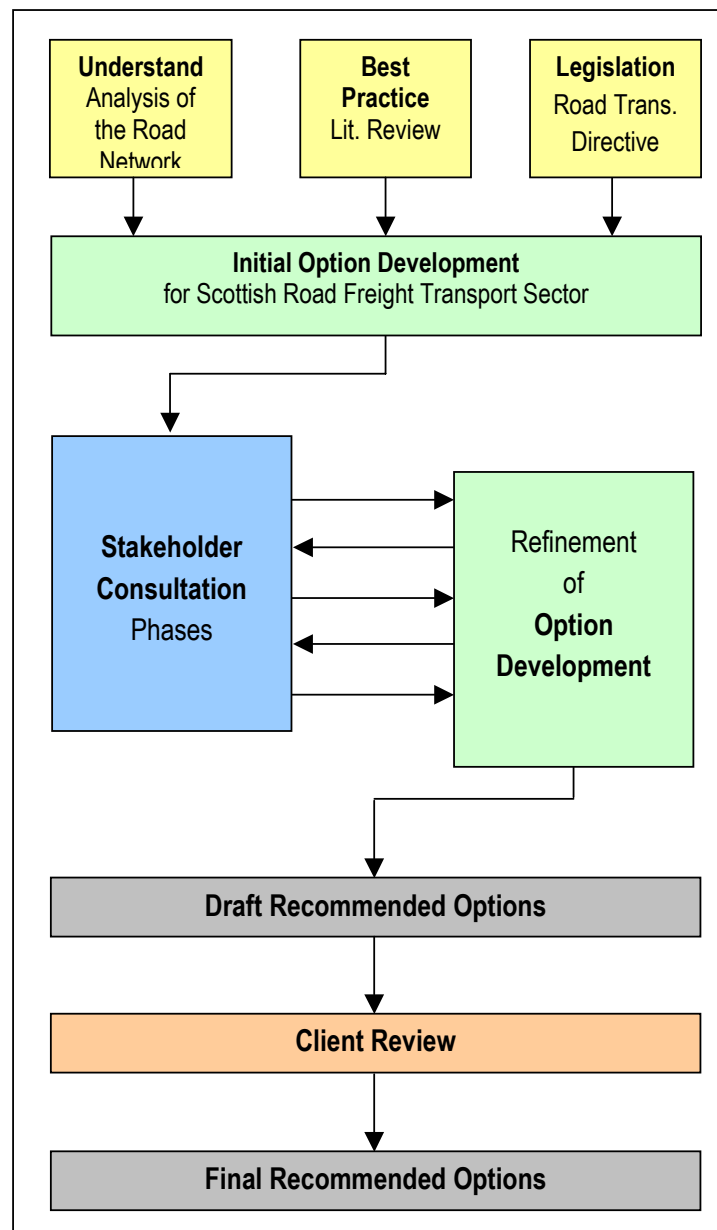 Understand
Analysis of
the Road
Network
Best
Practice
Lit. Review
Legislation
Road Trans.
Directive
Initial Option Development
for Scottish Road Freight Transport Sector
Stakeholder
Consultation
Phases
Refinement
of
Option
Development
Draft Recommended Options
Client Review
Final Recommended Options